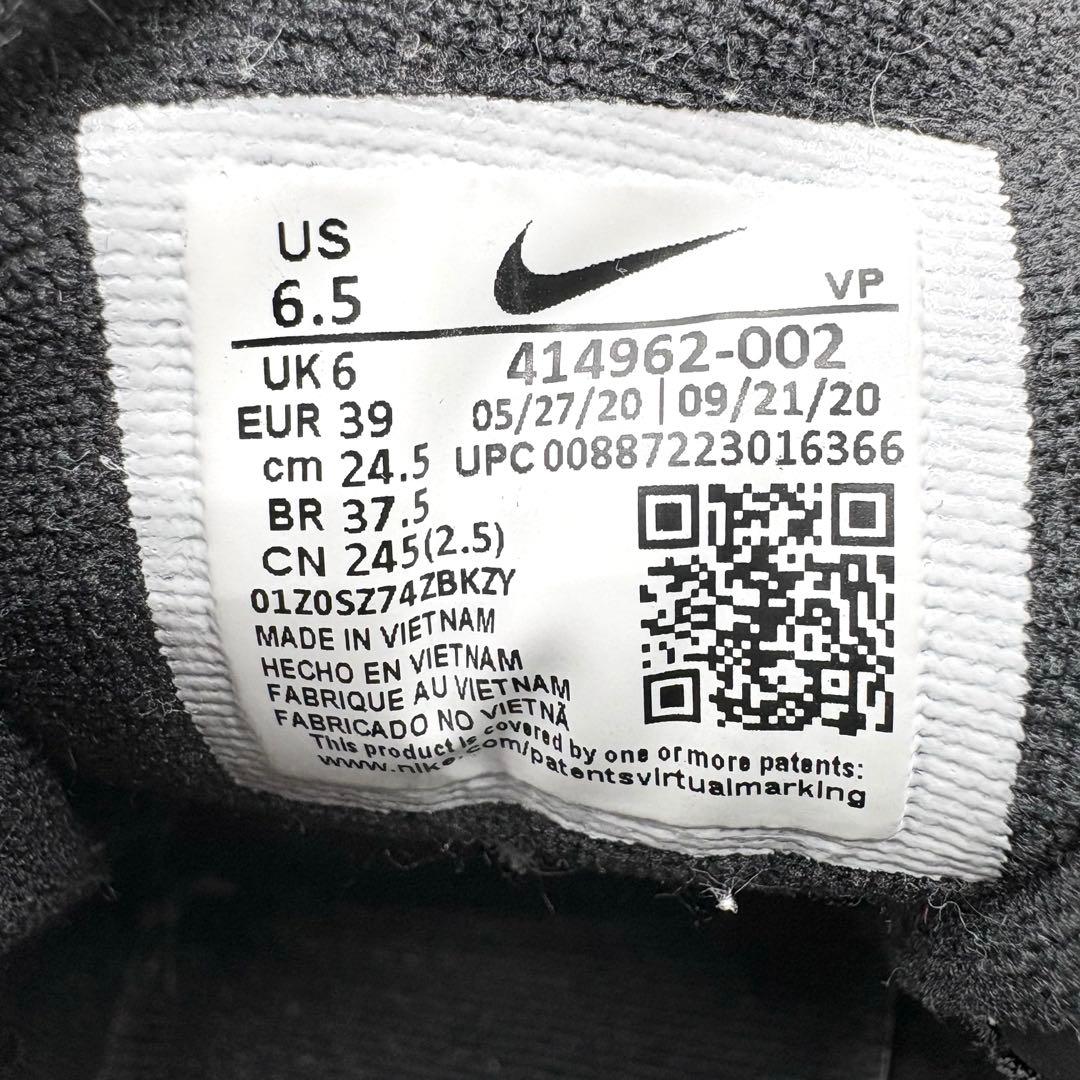 US
6.5
VP
UK 6
EUR 39
cm 24.5
BR 37.5
CN 245(2.5)
414962-002
05/27/20 | 09/21/20
UPC 00887223016366
01Z0SZ74ZBKZY
MADE IN VIETNAM
HECHO EN VIETNAM
FABRIQUE AU VIETNAM
FABRICADO NO VIETNÃ
This product is covered by one or more patents:
www.nike.com/patentsvirtualmarking